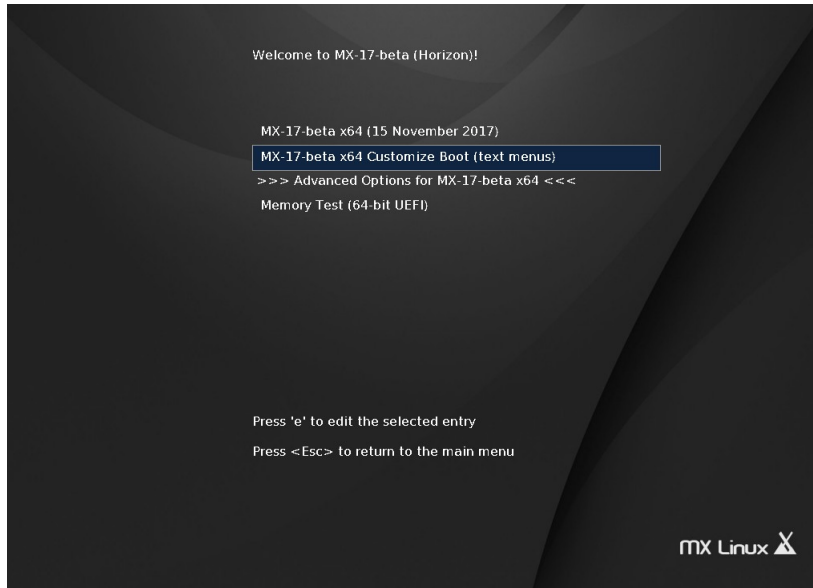 Welcome to MX-17-beta (Horizon)!
MX-17-beta x64 (15 November 2017)
MX-17-beta x64 Customize Boot (text menus)
>>> Advanced Options for MX-17-beta x64 <<<
Memory Test (64-bit UEFI)
Press 'e' to edit the selected entry
Press <Esc> to return to the main menu
MX Linux